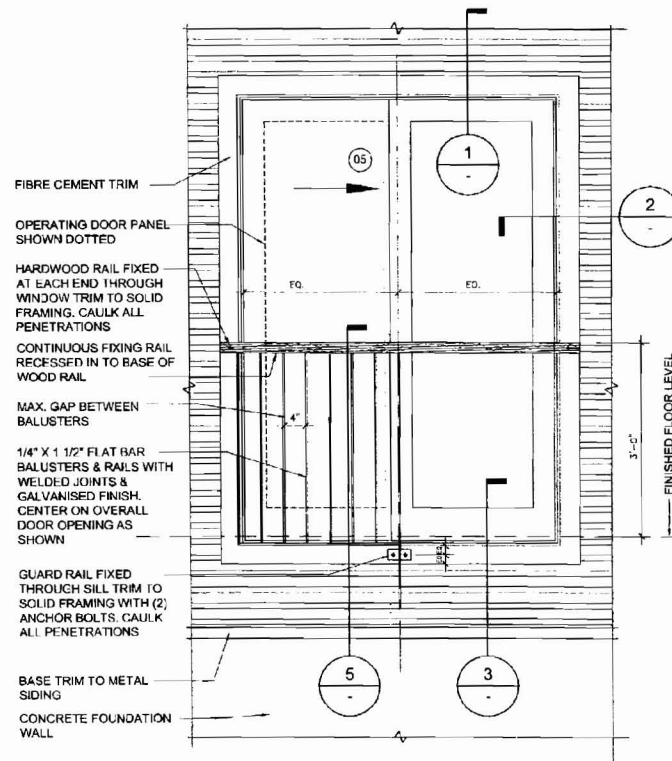 1
-
2
-
05
FIBRE CEMENT TRIM
OPERATING DOOR PANEL
SHOWN DOTTED
HARDWOOD RAIL FIXED
AT EACH END THROUGH
WINDOW TRIM TO SOLID
FRAMING. CAULK ALL
PENETRATIONS
EQ.
EQ.
CONTINUOUS FIXING RAIL
RECESSED IN TO BASE OF
WOOD RAIL
MAX. GAP BETWEEN
BALUSTERS
4"
1/4" X 1 1/2" FLAT BAR
BALUSTERS & RAILS WITH
WELDED JOINTS &
GALVANISED FINISH.
CENTER ON OVERALL
DOOR OPENING AS
SHOWN
3'-0"
FINISHED FLOOR LEVEL
GUARD RAIL FIXED
THROUGH SILL TRIM TO
SOLID FRAMING WITH (2)
ANCHOR BOLTS. CAULK
ALL PENETRATIONS
BASE TRIM TO METAL
SIDING
CONCRETE FOUNDATION
WALL
5
-
3
-